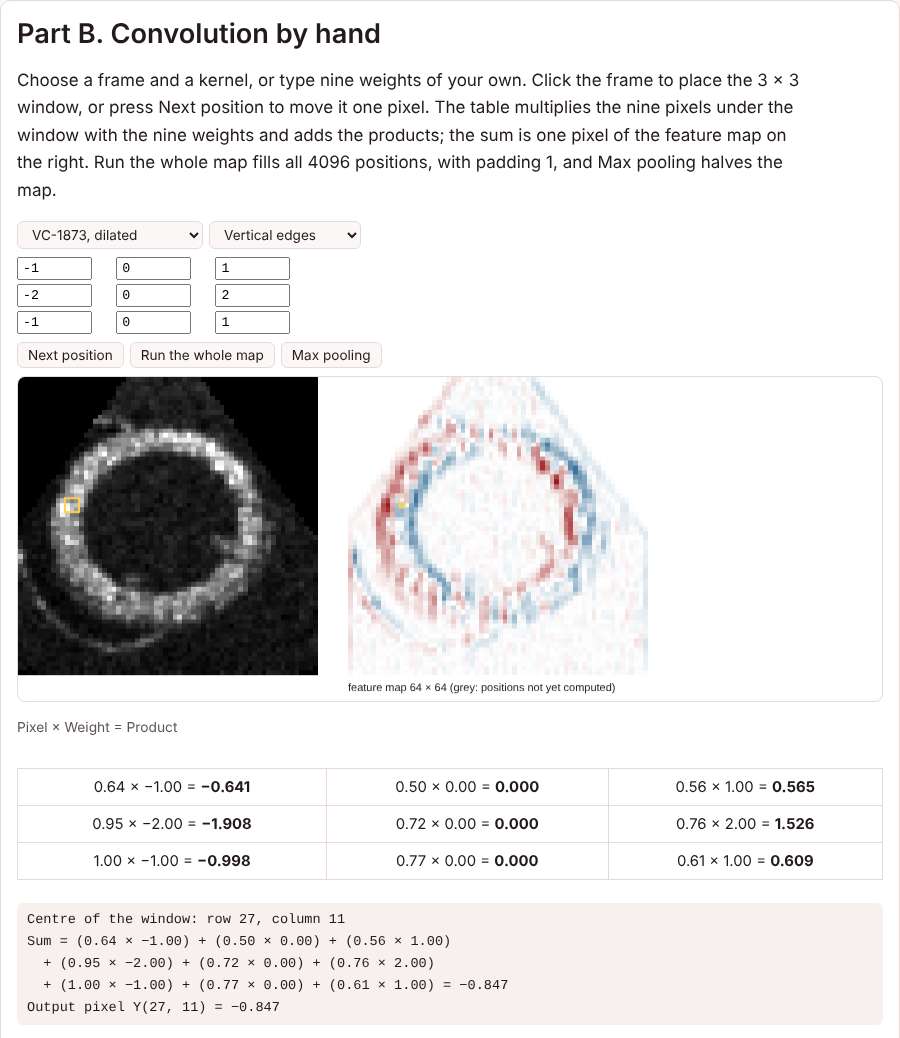 Part B. Convolution by hand
Choose a frame and a kernel, or type nine weights of your own. Click the frame to place the 3 × 3
window, or press Next position to move it one pixel. The table multiplies the nine pixels under the
window with the nine weights and adds the products; the sum is one pixel of the feature map on
the right. Run the whole map fills all 4096 positions, with padding 1, and Max pooling halves the
map.
VC-1873, dilated Vertical edges
-1 0 1
-2 0 2
-1 0 1
Next position Run the whole map Max pooling
feature map 64 × 64 (grey: positions not yet computed)
Pixel × Weight = Product
0.64 × −1.00 = −0.641 0.50 × 0.00 = 0.000 0.56 × 1.00 = 0.565
0.95 × −2.00 = −1.908 0.72 × 0.00 = 0.000 0.76 × 2.00 = 1.526
1.00 × −1.00 = −0.998 0.77 × 0.00 = 0.000 0.61 × 1.00 = 0.609
Centre of the window: row 27, column 11
Sum = (0.64 × −1.00) + (0.50 × 0.00) + (0.56 × 1.00)
+ (0.95 × −2.00) + (0.72 × 0.00) + (0.76 × 2.00)
+ (1.00 × −1.00) + (0.77 × 0.00) + (0.61 × 1.00) = −0.847
Output pixel Y(27, 11) = −0.847